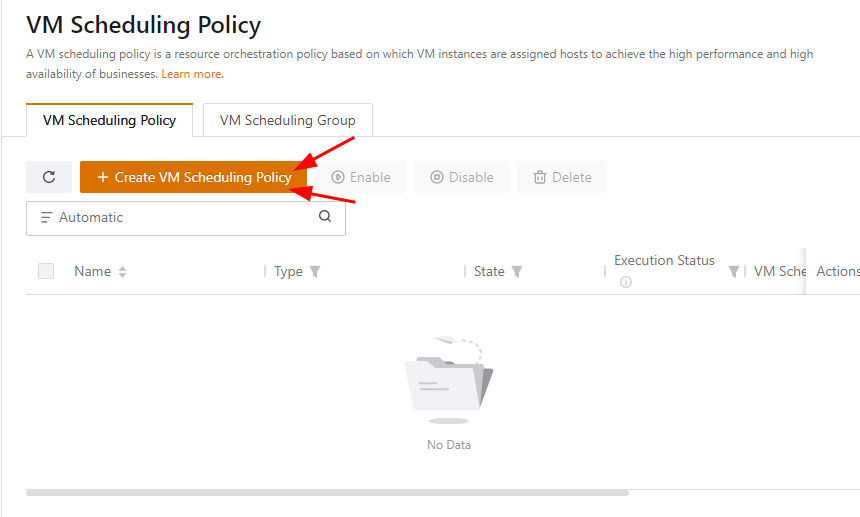 VM Scheduling Policy
A VM scheduling policy is a resource orchestration policy based on which VM instances are assigned hosts to achieve the high performance and high
availability of businesses. Learn more.
VM Scheduling Policy
VM Scheduling Group
Create VM Scheduling Policy
Enable
Disable
Delete
Automatic
Name
Type
State
Execution Status
VM Sche
Actions
No Data